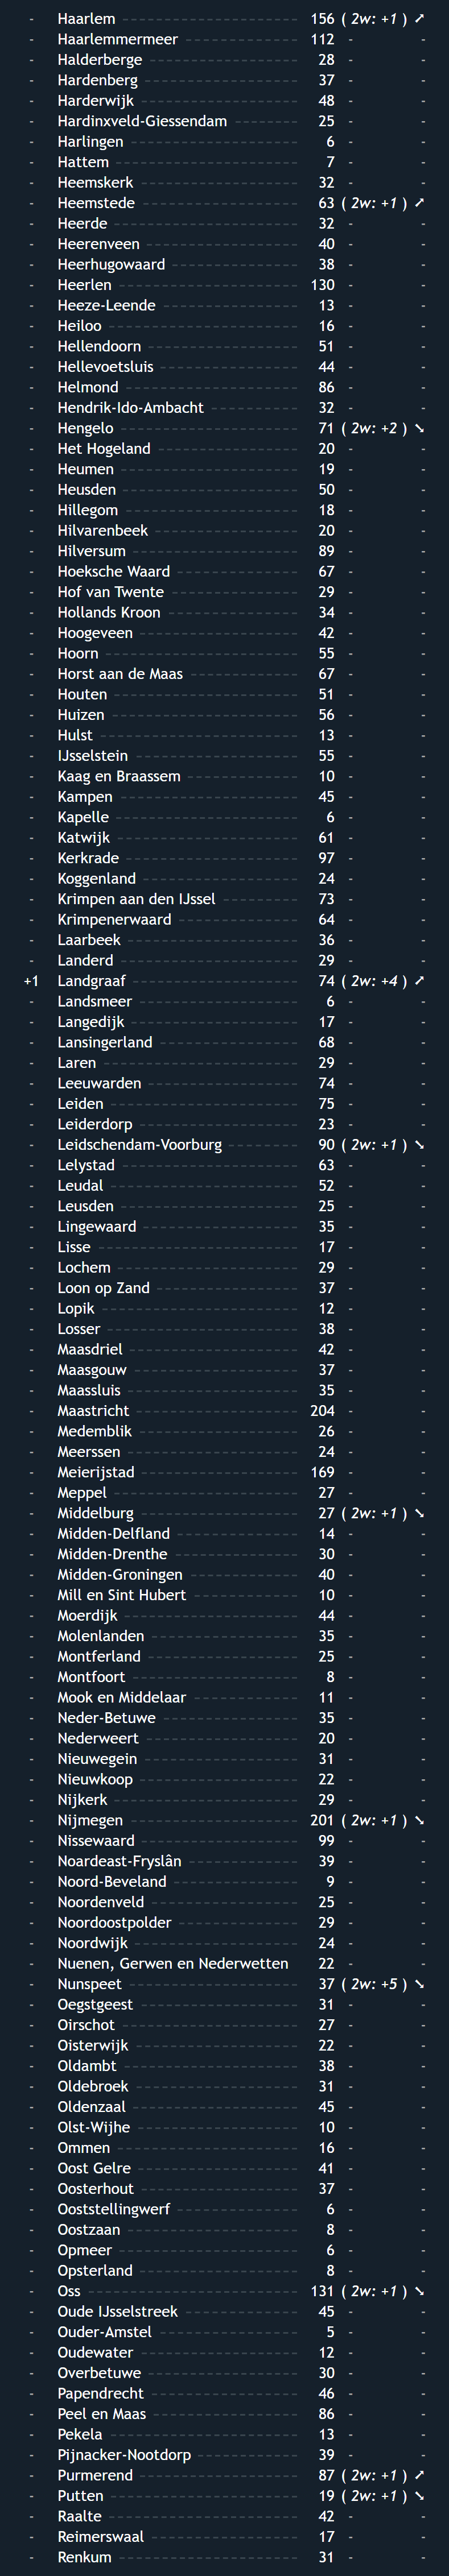 - Haarlem 156 ( 2w: +1 ) ➚
- Haarlemmermeer 112 - -
- Halderberge 28 - -
- Hardenberg 37 - -
- Harderwijk 48 - -
- Hardinxveld-Giessendam 25 - -
- Harlingen 6 - -
- Hattem 7 - -
- Heemskerk 32 - -
- Heemstede 63 ( 2w: +1 ) ➚
- Heerde 32 - -
- Heerenveen 40 - -
- Heerhugowaard 38 - -
- Heerlen 130 - -
- Heeze-Leende 13 - -
- Heiloo 16 - -
- Hellendoorn 51 - -
- Hellevoetsluis 44 - -
- Helmond 86 - -
- Hendrik-Ido-Ambacht 32 - -
- Hengelo 71 ( 2w: +2 ) ➘
- Het Hogeland 20 - -
- Heumen 19 - -
- Heusden 50 - -
- Hillegom 18 - -
- Hilvarenbeek 20 - -
- Hilversum 89 - -
- Hoeksche Waard 67 - -
- Hof van Twente 29 - -
- Hollands Kroon 34 - -
- Hoogeveen 42 - -
- Hoorn 55 - -
- Horst aan de Maas 67 - -
- Houten 51 - -
- Huizen 56 - -
- Hulst 13 - -
- IJsselstein 55 - -
- Kaag en Braassem 10 - -
- Kampen 45 - -
- Kapelle 6 - -
- Katwijk 61 - -
- Kerkrade 97 - -
- Koggenland 24 - -
- Krimpen aan den IJssel 73 - -
- Krimpenerwaard 64 - -
- Laarbeek 36 - -
- Landerd 29 - -
+1 Landgraaf 74 ( 2w: +4 ) ➚
- Landsmeer 6 - -
- Langedijk 17 - -
- Lansingerland 68 - -
- Laren 29 - -
- Leeuwarden 74 - -
- Leiden 75 - -
- Leiderdorp 23 - -
- Leidschendam-Voorburg 90 ( 2w: +1 ) ➘
- Lelystad 63 - -
- Leudal 52 - -
- Leusden 25 - -
- Lingewaard 35 - -
- Lisse 17 - -
- Lochem 29 - -
- Loon op Zand 37 - -
- Lopik 12 - -
- Losser 38 - -
- Maasdriel 42 - -
- Maasgouw 37 - -
- Maassluis 35 - -
- Maastricht 204 - -
- Medemblik 26 - -
- Meerssen 24 - -
- Meierijstad 169 - -
- Meppel 27 - -
- Middelburg 27 ( 2w: +1 ) ➘
- Midden-Delfland 14 - -
- Midden-Drenthe 30 - -
- Midden-Groningen 40 - -
- Mill en Sint Hubert 10 - -
- Moerdijk 44 - -
- Molenlanden 35 - -
- Montferland 25 - -
- Montfoort 8 - -
- Mook en Middelaar 11 - -
- Neder-Betuwe 35 - -
- Nederweert 20 - -
- Nieuwegein 31 - -
- Nieuwkoop 22 - -
- Nijkerk 29 - -
- Nijmegen 201 ( 2w: +1 ) ➘
- Nissewaard 99 - -
- Noardeast-Fryslân 39 - -
- Noord-Beveland 9 - -
- Noordenveld 25 - -
- Noordoostpolder 29 - -
- Noordwijk 24 - -
- Nuenen, Gerwen en Nederwetten 22 - -
- Nunspeet 37 ( 2w: +5 ) ➘
- Oegstgeest 31 - -
- Oirschot 27 - -
- Oisterwijk 22 - -
- Oldambt 38 - -
- Oldebroek 31 - -
- Oldenzaal 45 - -
- Olst-Wijhe 10 - -
- Ommen 16 - -
- Oost Gelre 41 - -
- Oosterhout 37 - -
- Ooststellingwerf 6 - -
- Oostzaan 8 - -
- Opmeer 6 - -
- Opsterland 8 - -
- Oss 131 ( 2w: +1 ) ➘
- Oude IJsselstreek 45 - -
- Ouder-Amstel 5 - -
- Oudewater 12 - -
- Overbetuwe 30 - -
- Papendrecht 46 - -
- Peel en Maas 86 - -
- Pekela 13 - -
- Pijnacker-Nootdorp 39 - -
- Purmerend 87 ( 2w: +1 ) ➚
- Putten 19 ( 2w: +1 ) ➘
- Raalte 42 - -
- Reimerswaal 17 - -
- Renkum 31 - -